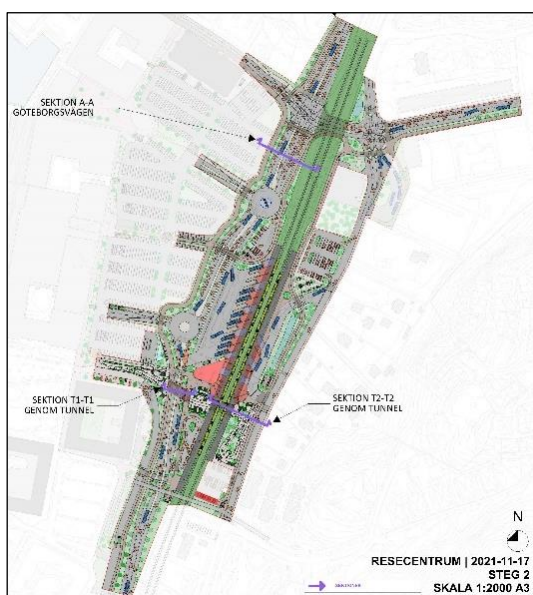 SEKTION A-A
GÖTEBORGSVÄGEN
SEKTION T1-T1
GENOM TUNNEL
SEKTION T2-T2
GENOM TUNNEL
N
RESECENTRUM | 2021-11-17
STEG 2
SKALA 1:2000 A3